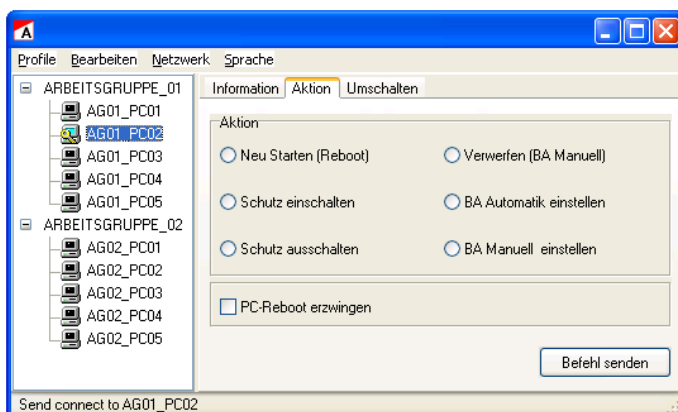 A
Profile Bearbeiten Netzwerk Sprache
ARBEITSGRUPPE_01
AG01_PC01
AG01_PC02
AG01_PC03
AG01_PC04
AG01_PC05
ARBEITSGRUPPE_02
AG02_PC01
AG02_PC02
AG02_PC03
AG02_PC04
AG02_PC05
Information Aktion Umschalten
Aktion
Neu Starten (Reboot)
Verwerfen (BA Manuell)
Schutz einschalten
BA Automatik einstellen
Schutz ausschalten
BA Manuell einstellen
PC-Reboot erzwingen
Befehl senden
Send connect to AG01_PC02